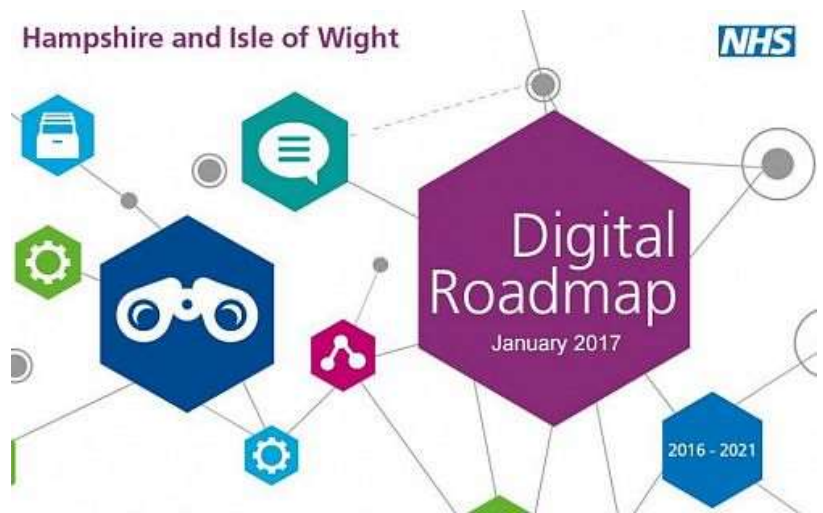 Hampshire and Isle of Wight
NHS
Digital
Roadmap
January 2017
2016 - 2021